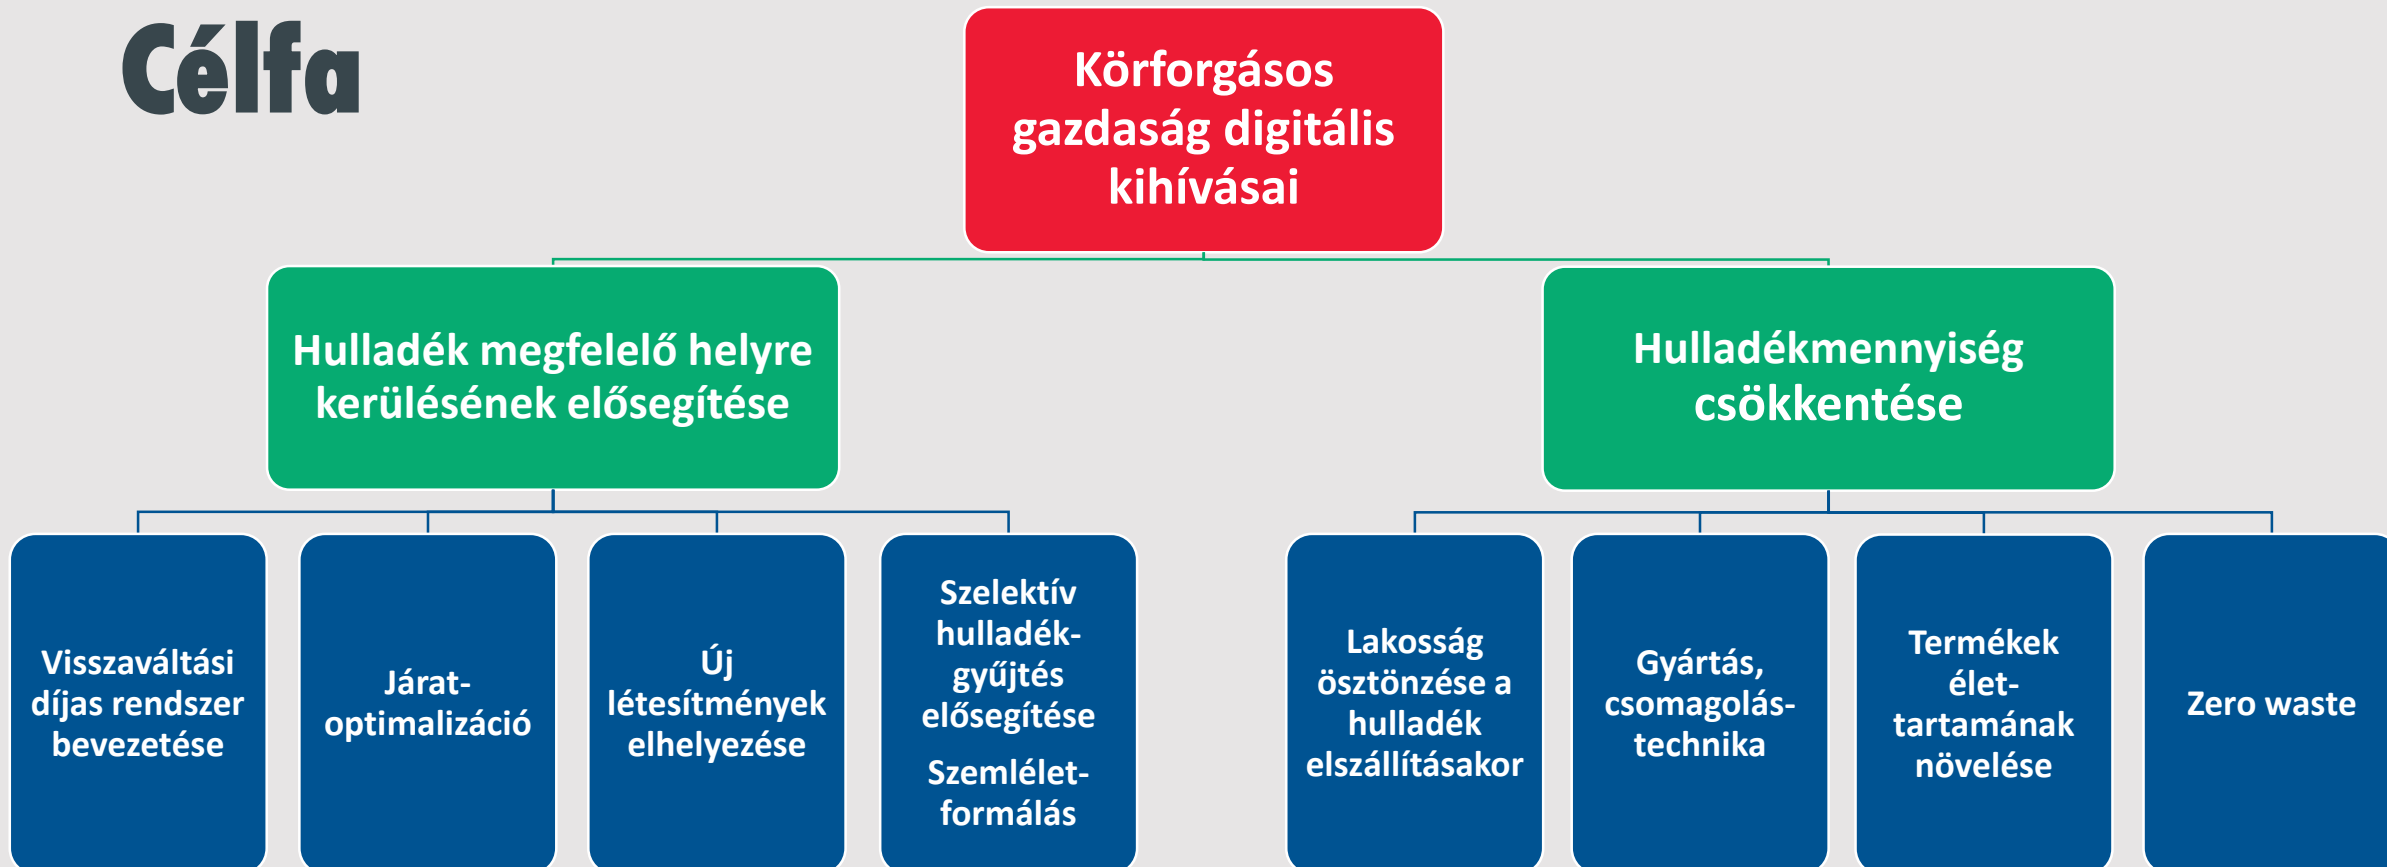 Célfa
Körforgásos
gazdaság digitális
kihívásai
Hulladék megfelelő helyre
kerülésének elősegítése
Hulladékmennyiség
csökkentése
Visszaváltási
díjas rendszer
bevezetése
Járat-
optimalizáció
Új
létesítmények
elhelyezése
Szelektív
hulladék-
gyűjtés
elősegítése
Szemlélet-
formálás
Lakosság
ösztönzése a
hulladék
elszállításakor
Gyártás,
csomagolás-
technika
Termékek
élet-
tartamának
növelése
Zero waste